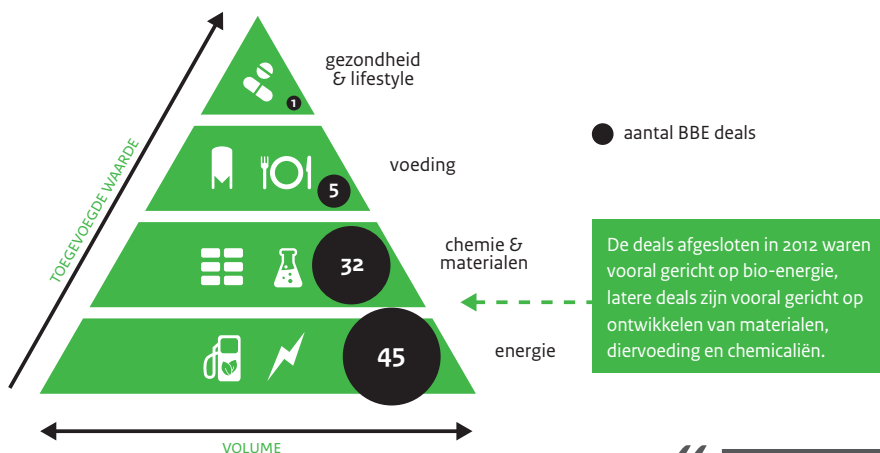 gezondheid
& lifestyle
1
aantal BBE deals
voeding
5
TOEGEVOEGDE WAARDE
chemie &
materialen
32
De deals afgesloten in 2012 waren
vooral gericht op bio-energie,
latere deals zijn vooral gericht op
ontwikkelen van materialen,
diervoeding en chemicaliën.
energie
45
VOLUME
“